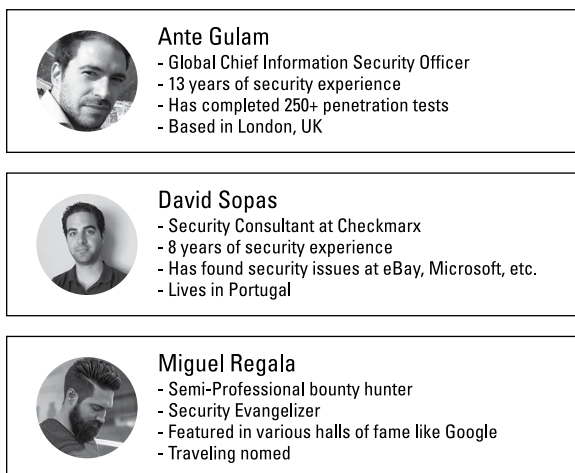 Ante Gulam
- Global Chief Information Security Officer
- 13 years of security experience
- Has completed 250+ penetration tests
- Based in London, UK
David Sopas
- Security Consultant at Checkmarx
- 8 years of security experience
- Has found security issues at eBay, Microsoft, etc.
- Lives in Portugal
Miguel Regala
- Semi-Professional bounty hunter
- Security Evangelizer
- Featured in various halls of fame like Google
- Traveling nomed